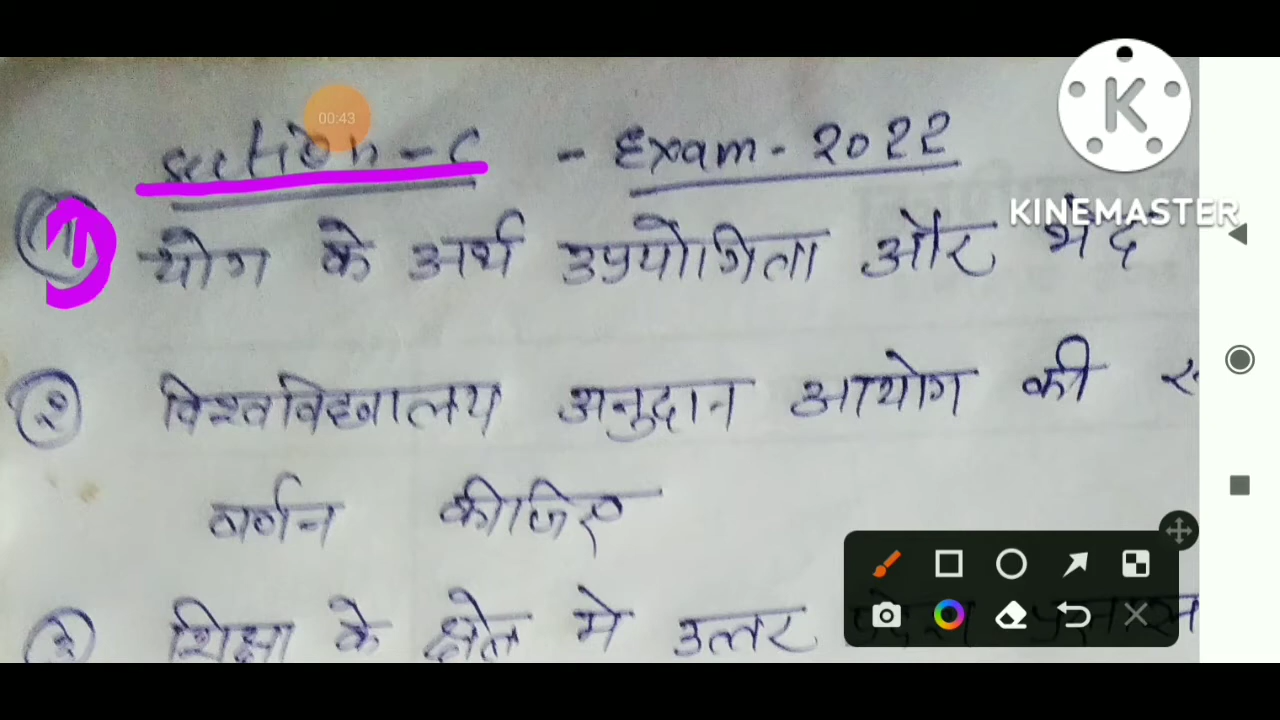 00:43
Section-C - Exam-2022
KINEMASTER
① योग के अर्थ उपयोगिता और भेद
② विश्वविद्यालय अनुदान आयोग की
वर्णन कीजिए
③ शिक्षा के क्षेत्र मे उत्तर